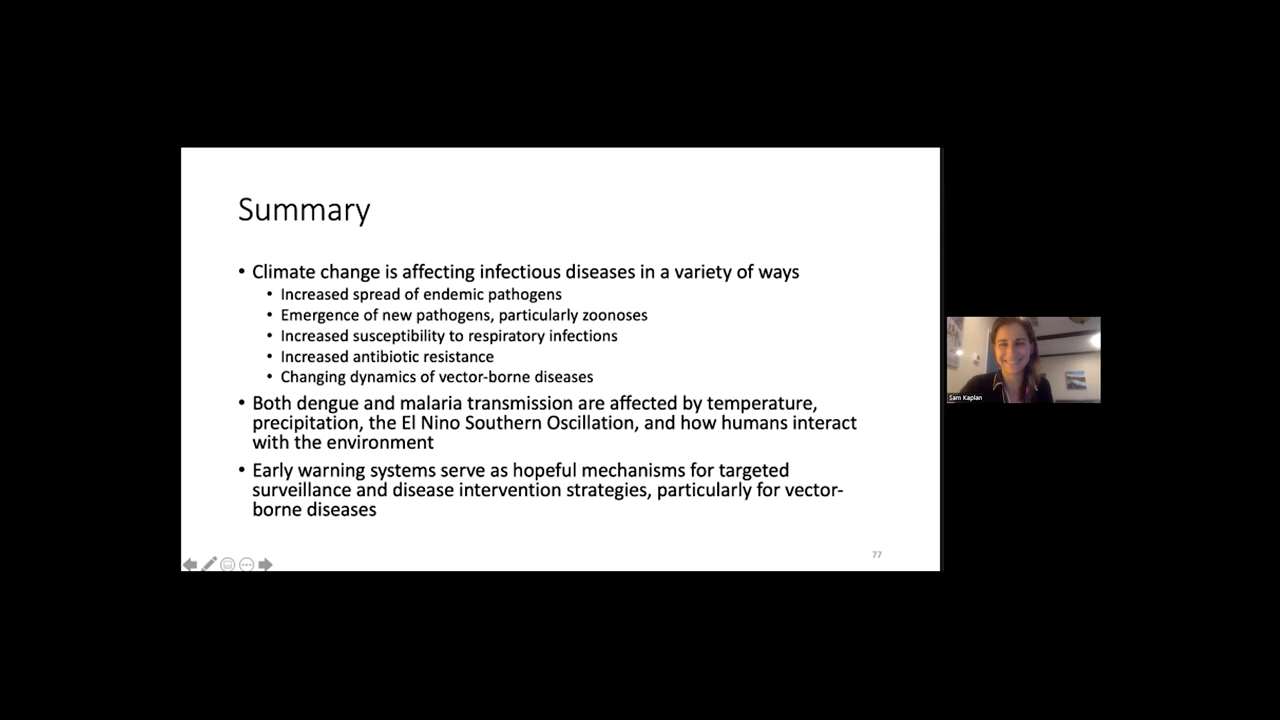 Summary
• Climate change is affecting infectious diseases in a variety of ways
• Increased spread of endemic pathogens
• Emergence of new pathogens, particularly zoonoses
• Increased susceptibility to respiratory infections
• Increased antibiotic resistance
• Changing dynamics of vector-borne diseases
• Both dengue and malaria transmission are affected by temperature,
precipitation, the El Nino Southern Oscillation, and how humans interact
with the environment
• Early warning systems serve as hopeful mechanisms for targeted
surveillance and disease intervention strategies, particularly for vector-
borne diseases
77
Sam Kaplan